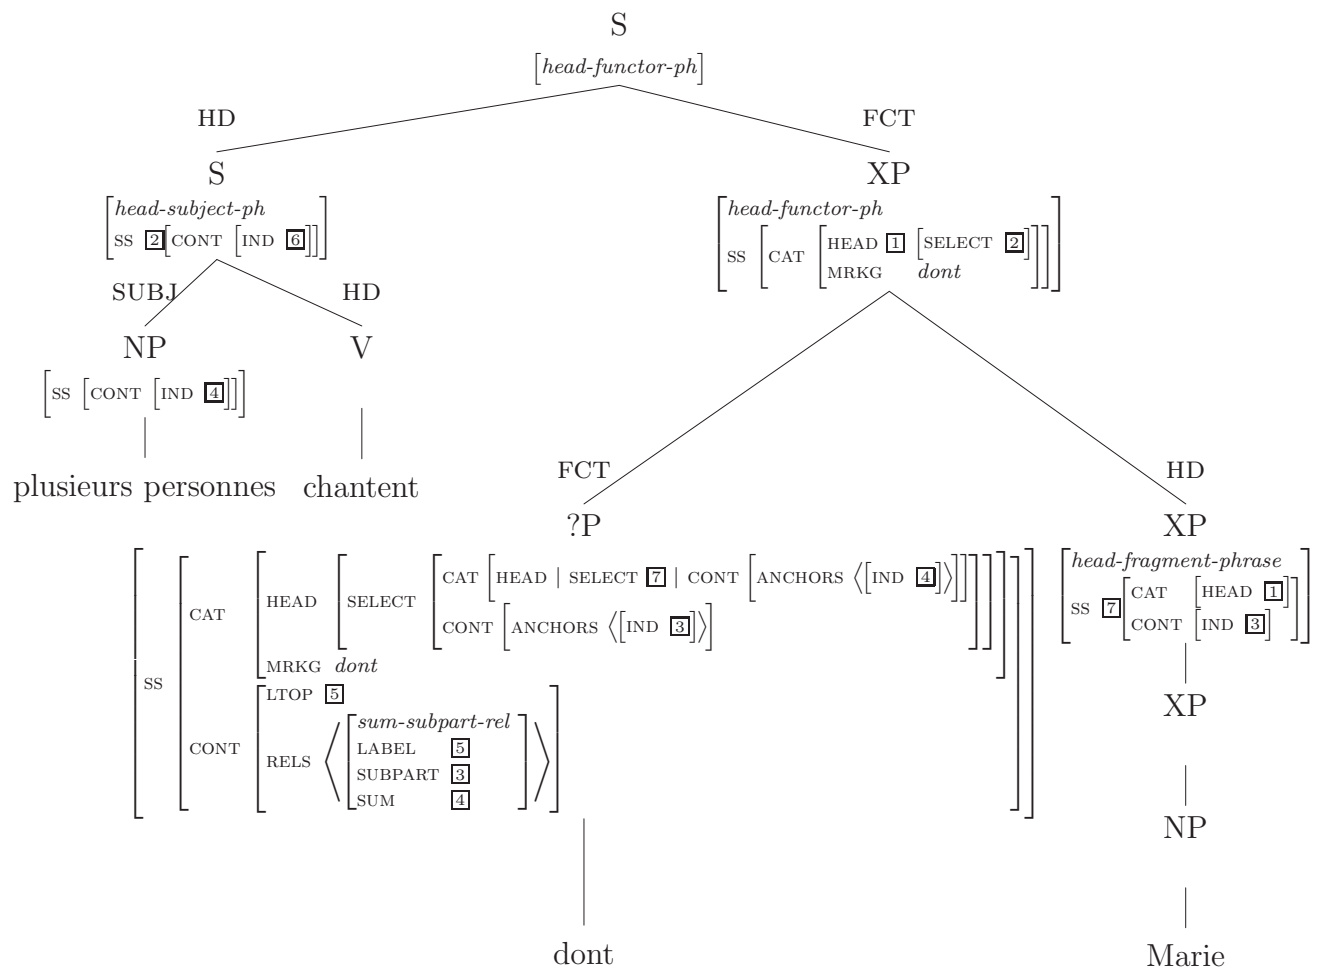 S
[head-functor-ph]
HD FCT
S XP
[head-subject-ph
SS 2[CONT [IND 6]]]
[head-functor-ph
SS [CAT [HEAD 1 [SELECT 2]
MRKG dont]]]
SUBJ HD
NP V
[SS [CONT [IND 4]]]
plusieurs personnes chantent
FCT HD
?P XP
[SS [CAT [HEAD [SELECT [CAT [HEAD | SELECT 7 | CONT [ANCHORS ⟨[IND 4]⟩]]
CONT [ANCHORS ⟨[IND 3]⟩]]]
MRKG dont]
CONT [LTOP 5
RELS ⟨[sum-subpart-rel
LABEL 5
SUBPART 3
SUM 4]⟩]]]
[head-fragment-phrase
SS 7[CAT [HEAD 1]
CONT [IND 3]]]
XP
NP
dont Marie